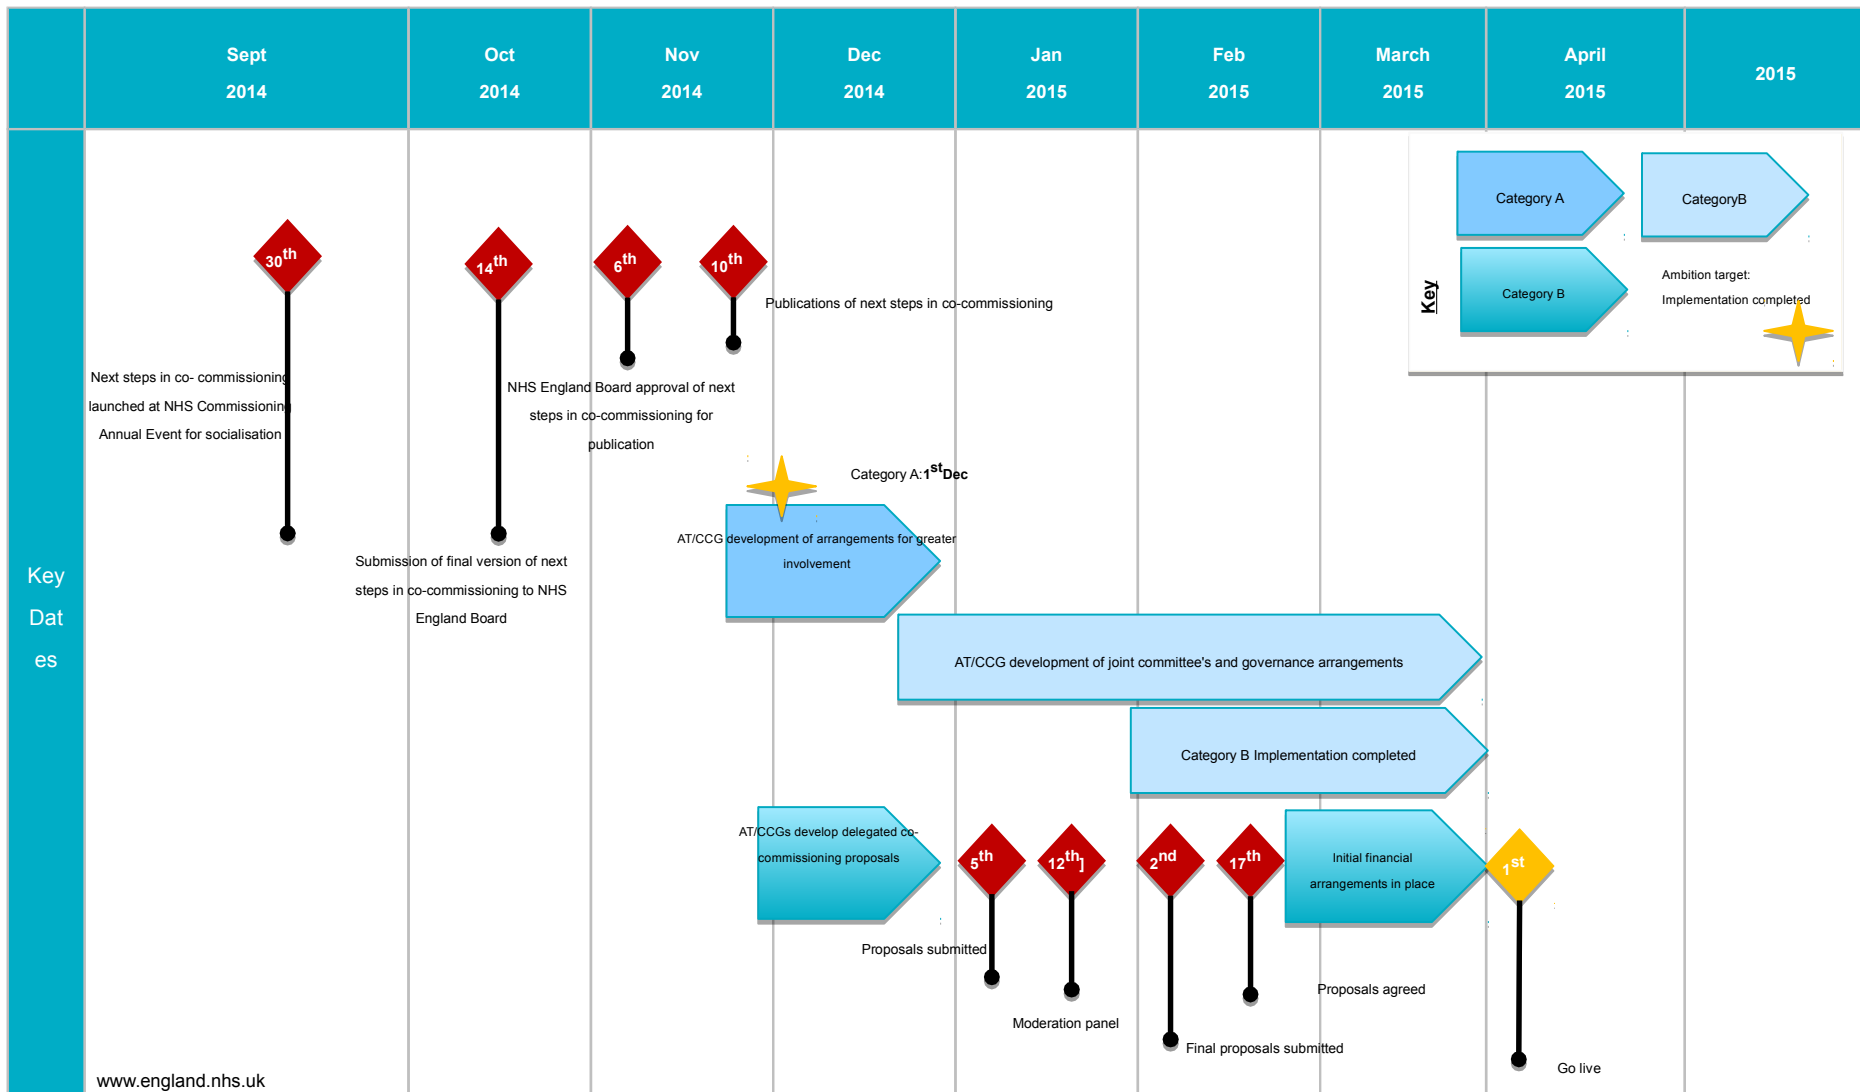 Sept
2014
Oct
2014
Nov
2014
Dec
2014
Jan
2015
Feb
2015
March
2015
April
2015
2015
Key
Dat
es
Key
Category A
CategoryB
Category B
Ambition target:
Implementation completed
30th
14th
6th
10th
Publications of next steps in co-commissioning
Next steps in co- commissioning
launched at NHS Commissioning
Annual Event for socialisation
NHS England Board approval of next
steps in co-commissioning for
publication
Category A:1stDec
AT/CCG development of arrangements for greater
involvement
Submission of final version of next
steps in co-commissioning to NHS
England Board
AT/CCG development of joint committee's and governance arrangements
Category B Implementation completed
AT/CCGs develop delegated co-
commissioning proposals
5th
12th]
2nd
17th
Initial financial
arrangements in place
1st
Proposals submitted
Proposals agreed
Moderation panel
Final proposals submitted
Go live
www.england.nhs.uk